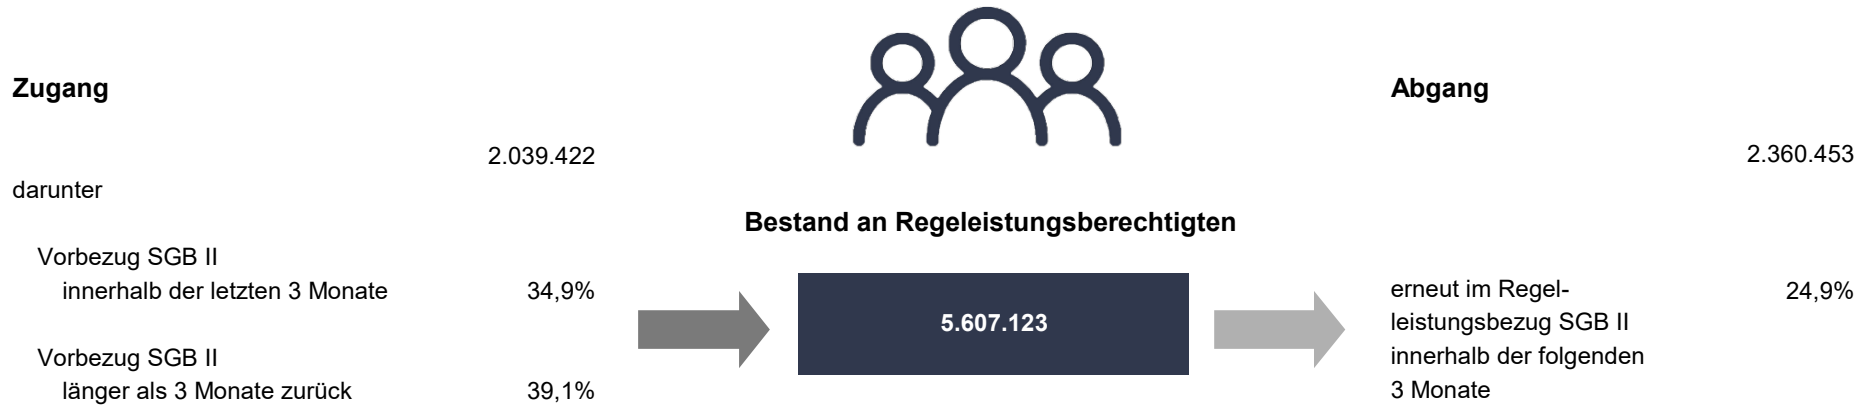 Zugang
2.039.422
darunter
Vorbezug SGB II
innerhalb der letzten 3 Monate 34,9%
Vorbezug SGB II
länger als 3 Monate zurück 39,1%
Bestand an Regeleistungsberechtigten
5.607.123
Abgang
2.360.453
erneut im Regel- 24,9%
leistungsbezug SGB II
innerhalb der folgenden
3 Monate